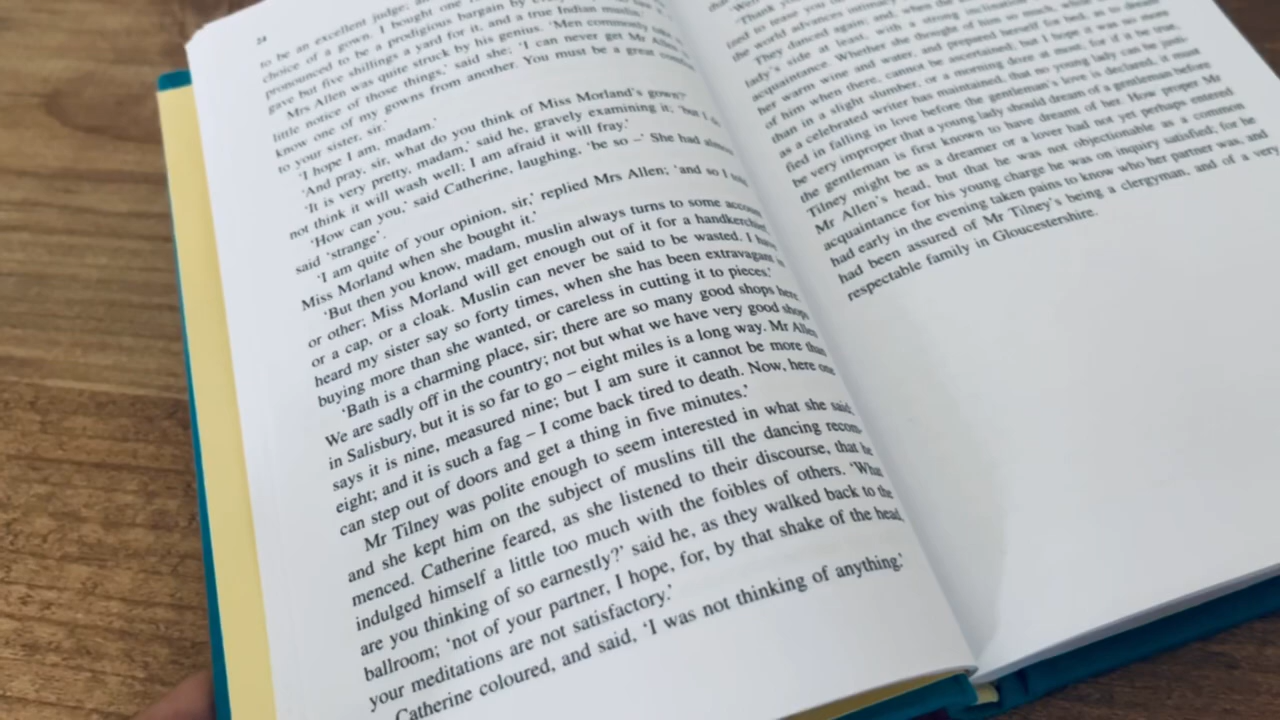 24
to be an excellent judge;
choice of a gown. I bought one
pronounced to be a prodigious bargain by
gave but five shillings a yard for it, and a true Indian
Mrs Allen was quite struck by his genius. 'Men commonly
little notice of those things,' said she; 'I can never get Mr Allen
know one of my gowns from another. You must be a great
to your sister, sir.'
'I hope I am, madam.'
'And pray, sir, what do you think of Miss Morland's gown?'
'It is very pretty, madam,' said he, gravely examining it; 'but I
not think it will wash well; I am afraid it will fray.'
'How can you,' said Catherine, laughing, 'be so –' She had almost
said 'strange'.
'I am quite of your opinion, sir,' replied Mrs Allen; 'and so I
Miss Morland when she bought it.'
'But then you know, madam, muslin always turns to some account
or other; Miss Morland will get enough out of it for a handkerchief,
or a cap, or a cloak. Muslin can never be said to be wasted. I have
heard my sister say so forty times, when she has been extravagant in
buying more than she wanted, or careless in cutting it to pieces.'
'Bath is a charming place, sir; there are so many good shops here.
We are sadly off in the country; not but what we have very good shops
in Salisbury, but it is so far to go – eight miles is a long way. Mr Allen
says it is nine, measured nine; but I am sure it cannot be more than
eight; and it is such a fag – I come back tired to death. Now, here one
can step out of doors and get a thing in five minutes.'
Mr Tilney was polite enough to seem interested in what she said;
and she kept him on the subject of muslins till the dancing recom-
menced. Catherine feared, as she listened to their discourse, that he
indulged himself a little too much with the foibles of others. 'What
are you thinking of so earnestly?' said he, as they walked back to the
ballroom; 'not of your partner, I hope, for, by that shake of the head,
your meditations are not satisfactory.'
Catherine coloured, and said, 'I was not thinking of anything.'
'Thank you
the world advances intimacy
They danced again; and, when the
lady's side at least, with a strong inclination
acquaintance. Whether she thought of him so much, while
her warm wine and water, and prepared herself for bed, as to dream
of him when there, cannot be ascertained; but I hope it was no more
than in a slight slumber, or a morning doze at most; for if it be true,
as a celebrated writer has maintained, that no young lady can be justi-
fied in falling in love before the gentleman's love is declared, it must
be very improper that a young lady should dream of a gentleman before
the gentleman is first known to have dreamt of her. How proper Mr
Tilney might be as a dreamer or a lover had not yet perhaps entered
Mr Allen's head, but that he was not objectionable as a common
acquaintance for his young charge he was on inquiry satisfied; for he
had early in the evening taken pains to know who her partner was, and
had been assured of Mr Tilney's being a clergyman, and of a very
respectable family in Gloucestershire.